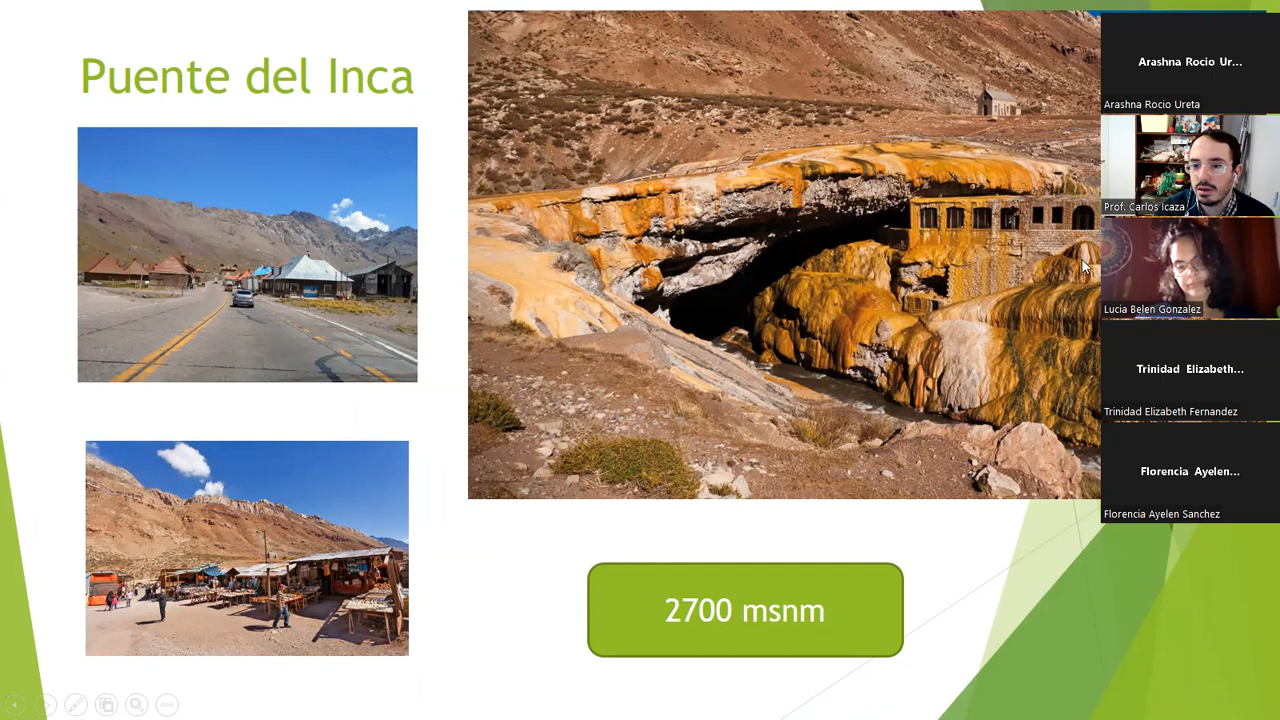 Puente del Inca
2700 msnm
Arashna Rocio Ur...
Arashna Rocio Ureta
Prof. Carlos Icaza
Lucia Belen Gonzalez
Trinidad Elizabeth...
Trinidad Elizabeth Fernandez
Florencia Ayelen...
Florencia Ayelen Sanchez